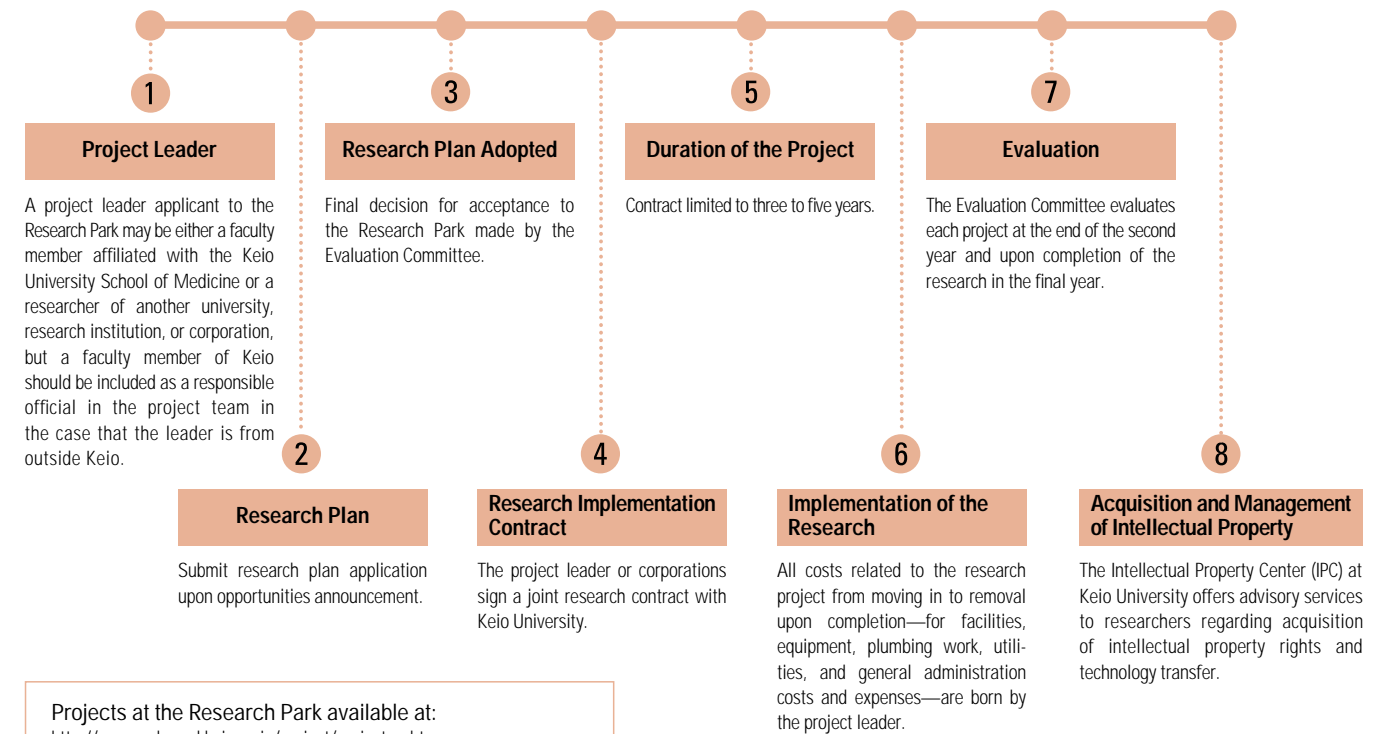 1
Project Leader
A project leader applicant to the
Research Park may be either a faculty
member affiliated with the Keio
University School of Medicine or a
researcher of another university,
research institution, or corporation,
but a faculty member of Keio
should be included as a responsible
official in the project team in
the case that the leader is from
outside Keio.
2
Research Plan
Submit research plan application
upon opportunities announcement.
3
Research Plan Adopted
Final decision for acceptance to
the Research Park made by the
Evaluation Committee.
4
Research Implementation
Contract
The project leader or corporations
sign a joint research contract with
Keio University.
5
Duration of the Project
Contract limited to three to five years.
6
Implementation of the
Research
All costs related to the research
project from moving in to removal
upon completion—for facilities,
equipment, plumbing work, utili-
ties, and general administration
costs and expenses—are born by
the project leader.
7
Evaluation
The Evaluation Committee evaluates
each project at the end of the second
year and upon completion of the
research in the final year.
8
Acquisition and Management
of Intellectual Property
The Intellectual Property Center (IPC) at
Keio University offers advisory services
to researchers regarding acquisition
of intellectual property rights and
technology transfer.
Projects at the Research Park available at: